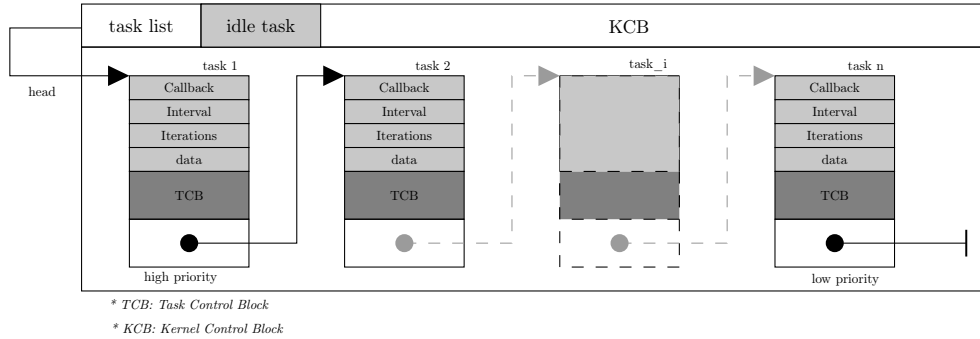 task list
idle task
KCB
head
task 1
task 2
task_i
task n
Callback
Interval
Iterations
data
TCB
Callback
Interval
Iterations
data
TCB
Callback
Interval
Iterations
data
TCB
high priority
low priority
* TCB: Task Control Block
* KCB: Kernel Control Block